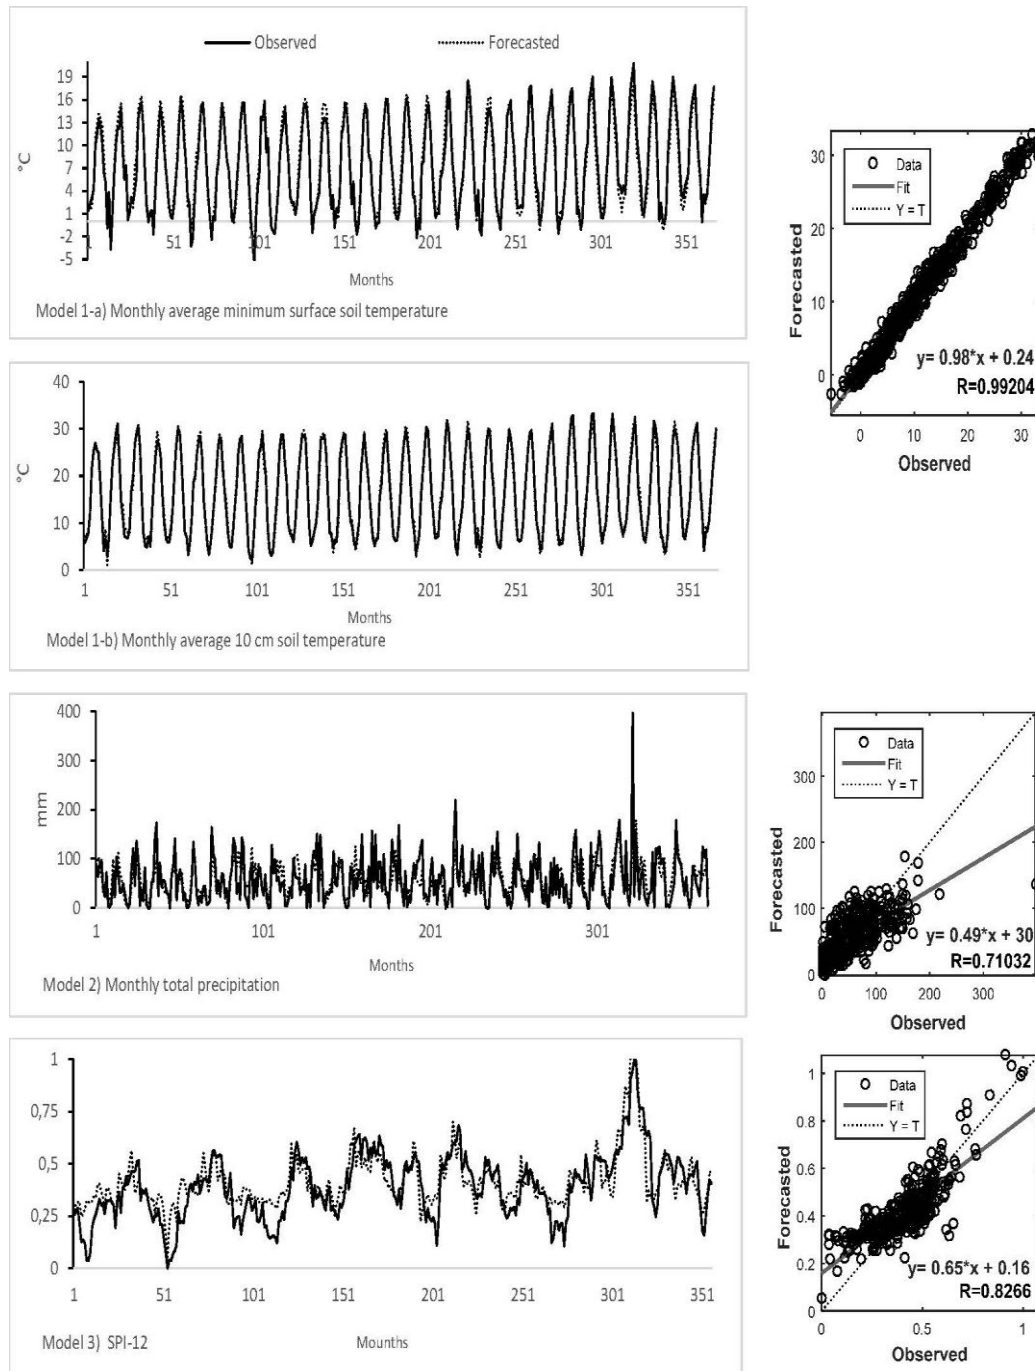 Observed Forecasted
19
16
13
10
7
4
1
-2
-5
°C
1 51 101 151 201 251 301 351
Months
Model 1-a) Monthly average minimum surface soil temperature
30
20
10
0
Forecasted
Data
Fit
Y = T
y= 0.98*x + 0.24
R=0.99204
0 10 20 30
Observed
40
30
20
10
0
°C
1 51 101 151 201 251 301 351
Months
Model 1-b) Monthly average 10 cm soil temperature
400
300
200
100
0
mm
1 101 201 301
Months
Model 2) Monthly total precipitation
300
200
100
0
Forecasted
Data
Fit
Y = T
y= 0.49*x + 30
R=0.71032
0 100 200 300
Observed
1
0,75
0,5
0,25
0
1 51 101 151 201 251 301 351
Model 3) SPI-12 Mounths
1
0.8
0.6
0.4
0.2
0
Forecasted
Data
Fit
Y = T
y= 0.65*x + 0.16
R=0.8266
0 0.5 1
Observed